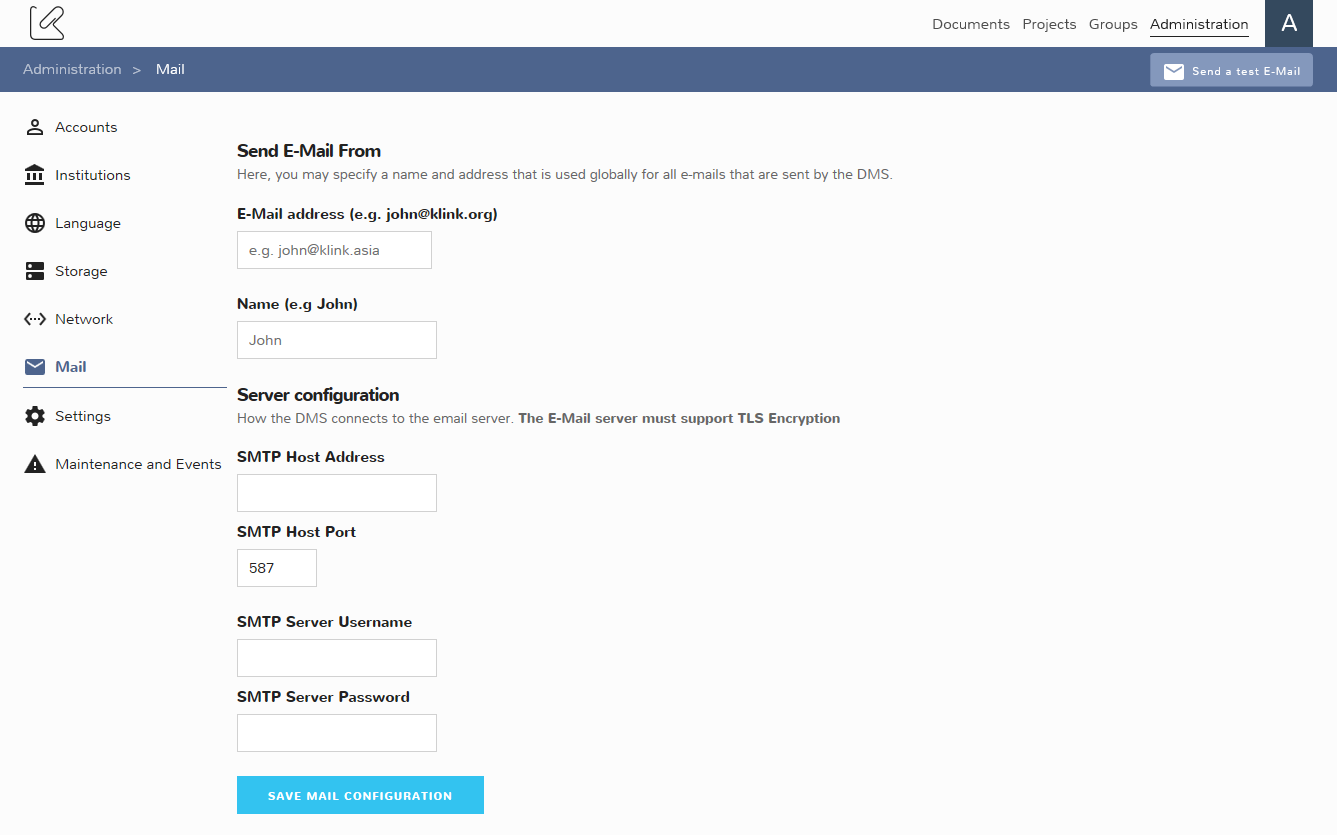 Documents Projects Groups Administration A
Administration > Mail
Send a test E-Mail
Accounts
Institutions
Language
Storage
Network
Mail
Settings
Maintenance and Events
Send E-Mail From
Here, you may specify a name and address that is used globally for all e-mails that are sent by the DMS.
E-Mail address (e.g. john@klink.org)
e.g. john@klink.asia
Name (e.g John)
John
Server configuration
How the DMS connects to the email server. The E-Mail server must support TLS Encryption
SMTP Host Address
SMTP Host Port
587
SMTP Server Username
SMTP Server Password
SAVE MAIL CONFIGURATION